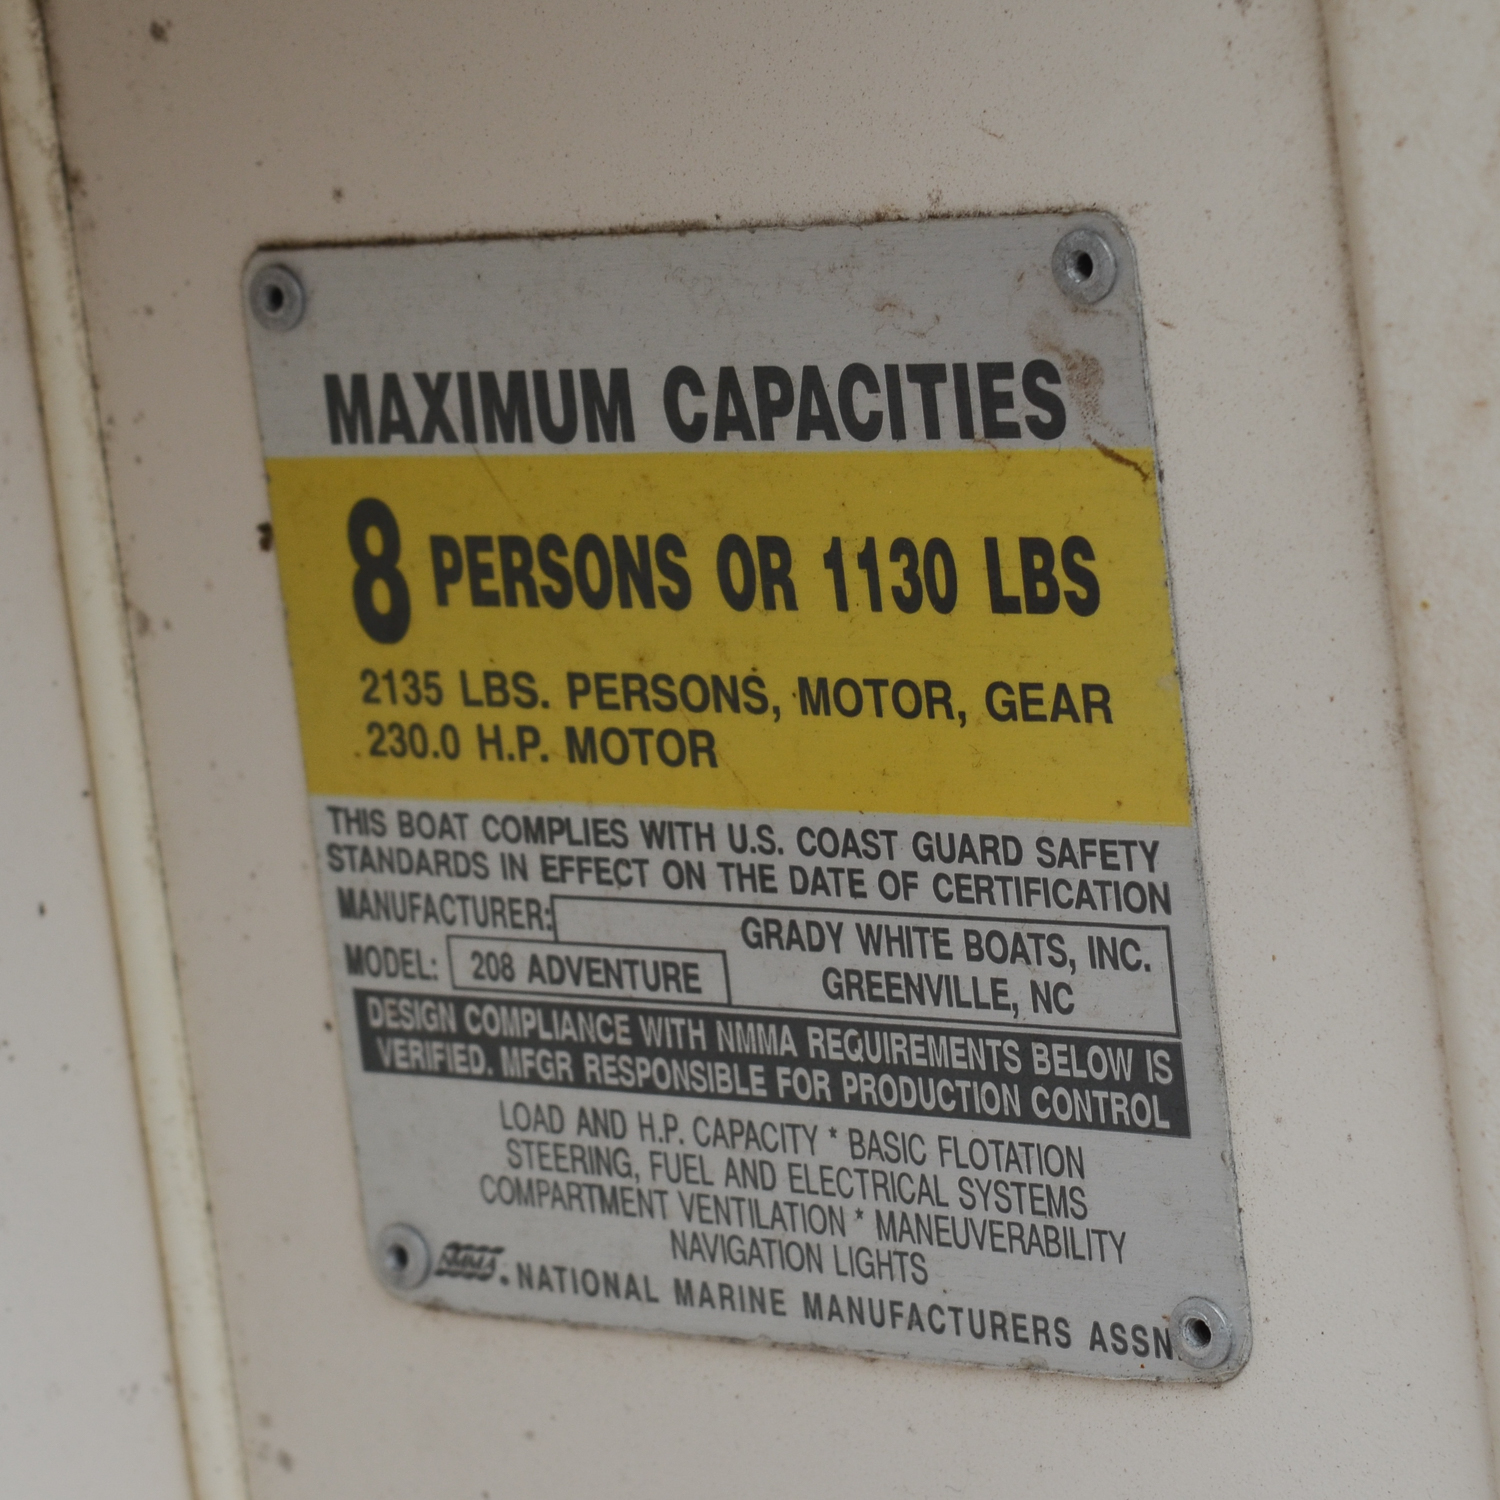 MAXIMUM CAPACITIES
8 PERSONS OR 1130 LBS
2135 LBS. PERSONS, MOTOR, GEAR
230.0 H.P. MOTOR
THIS BOAT COMPLIES WITH U.S. COAST GUARD SAFETY
STANDARDS IN EFFECT ON THE DATE OF CERTIFICATION
MANUFACTURER: GRADY WHITE BOATS, INC.
MODEL: 208 ADVENTURE GREENVILLE, NC
DESIGN COMPLIANCE WITH NMMA REQUIREMENTS BELOW IS
VERIFIED. MFGR RESPONSIBLE FOR PRODUCTION CONTROL
LOAD AND H.P. CAPACITY * BASIC FLOTATION
STEERING, FUEL AND ELECTRICAL SYSTEMS
COMPARTMENT VENTILATION * MANEUVERABILITY
NAVIGATION LIGHTS
NMMA. NATIONAL MARINE MANUFACTURERS ASSN.